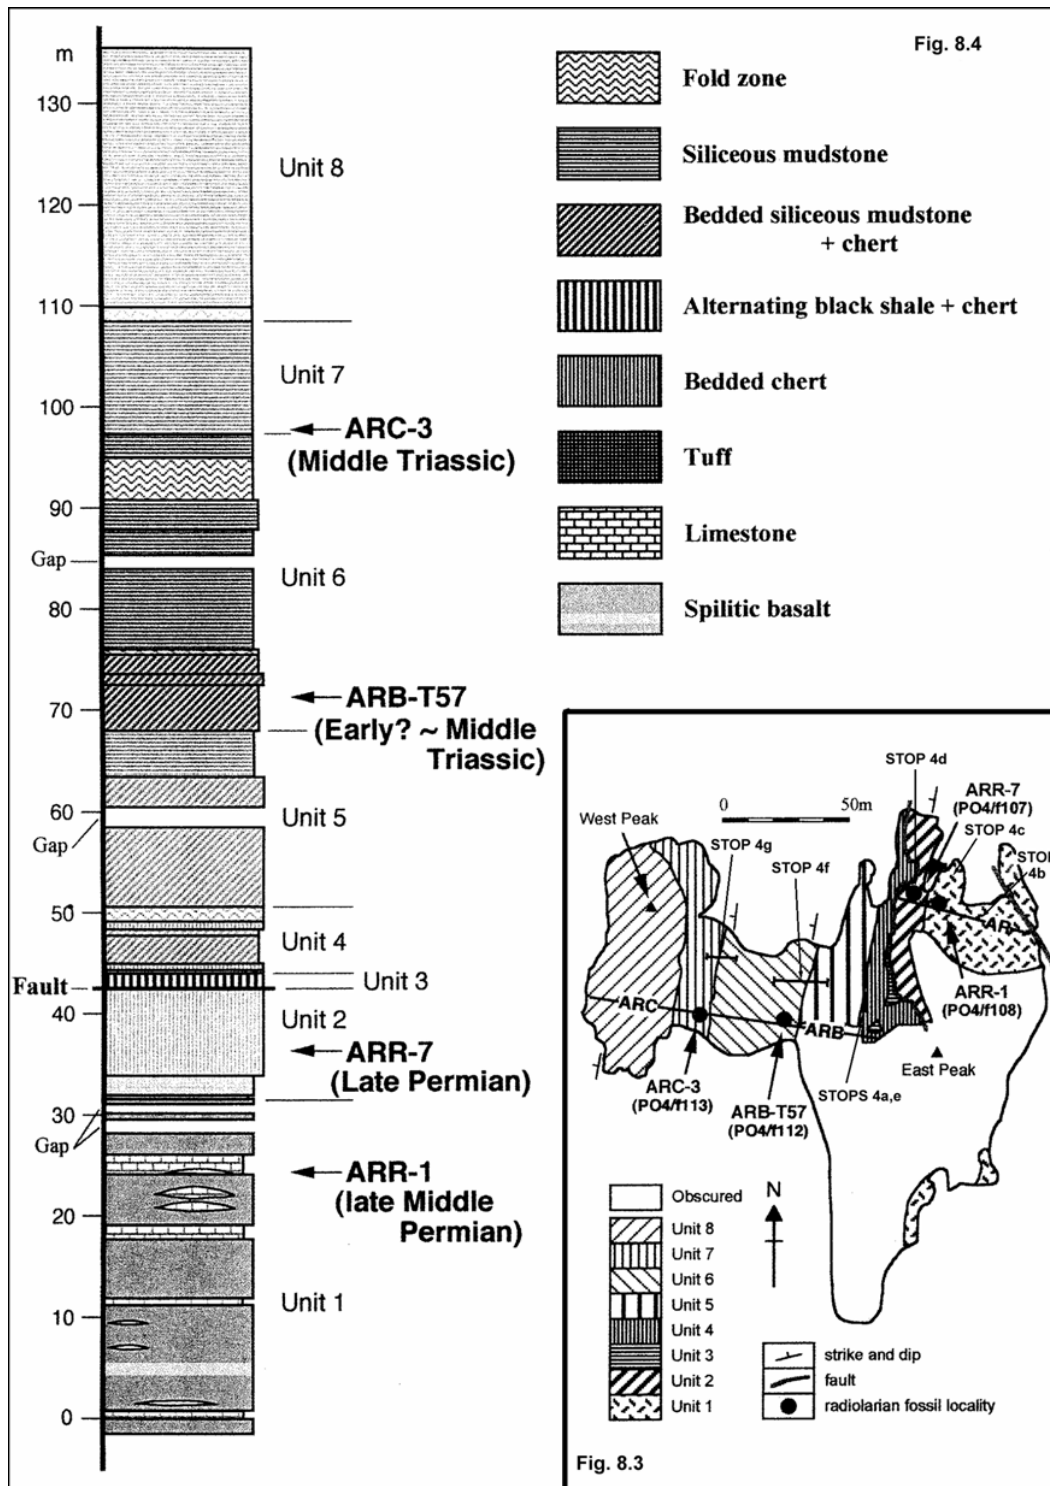 Fig. 8.4
m
130
120
110
100
90
Gap
80
70
60
Gap
50
Fault
40
30
Gap
20
10
0
Unit 8
Unit 7
ARC-3
(Middle Triassic)
Unit 6
ARB-T57
(Early? ~ Middle
Triassic)
Unit 5
Unit 4
Unit 3
Unit 2
ARR-7
(Late Permian)
ARR-1
(late Middle
Permian)
Unit 1
Fold zone
Siliceous mudstone
Bedded siliceous mudstone
+ chert
Alternating black shale + chert
Bedded chert
Tuff
Limestone
Spilitic basalt
STOP 4d
ARR-7
(PO4/f107)
0 50m
West Peak
STOP 4g
STOP 4c
STOP
4b
STOP 4f
AR
ARR-1
(PO4/f108)
ARC
ARB
East Peak
ARC-3
(PO4/f113)
STOPS 4a,e
ARB-T57
(PO4/f112)
N
Obscured
Unit 8
Unit 7
Unit 6
Unit 5
Unit 4
Unit 3
Unit 2
Unit 1
strike and dip
fault
radiolarian fossil locality
Fig. 8.3